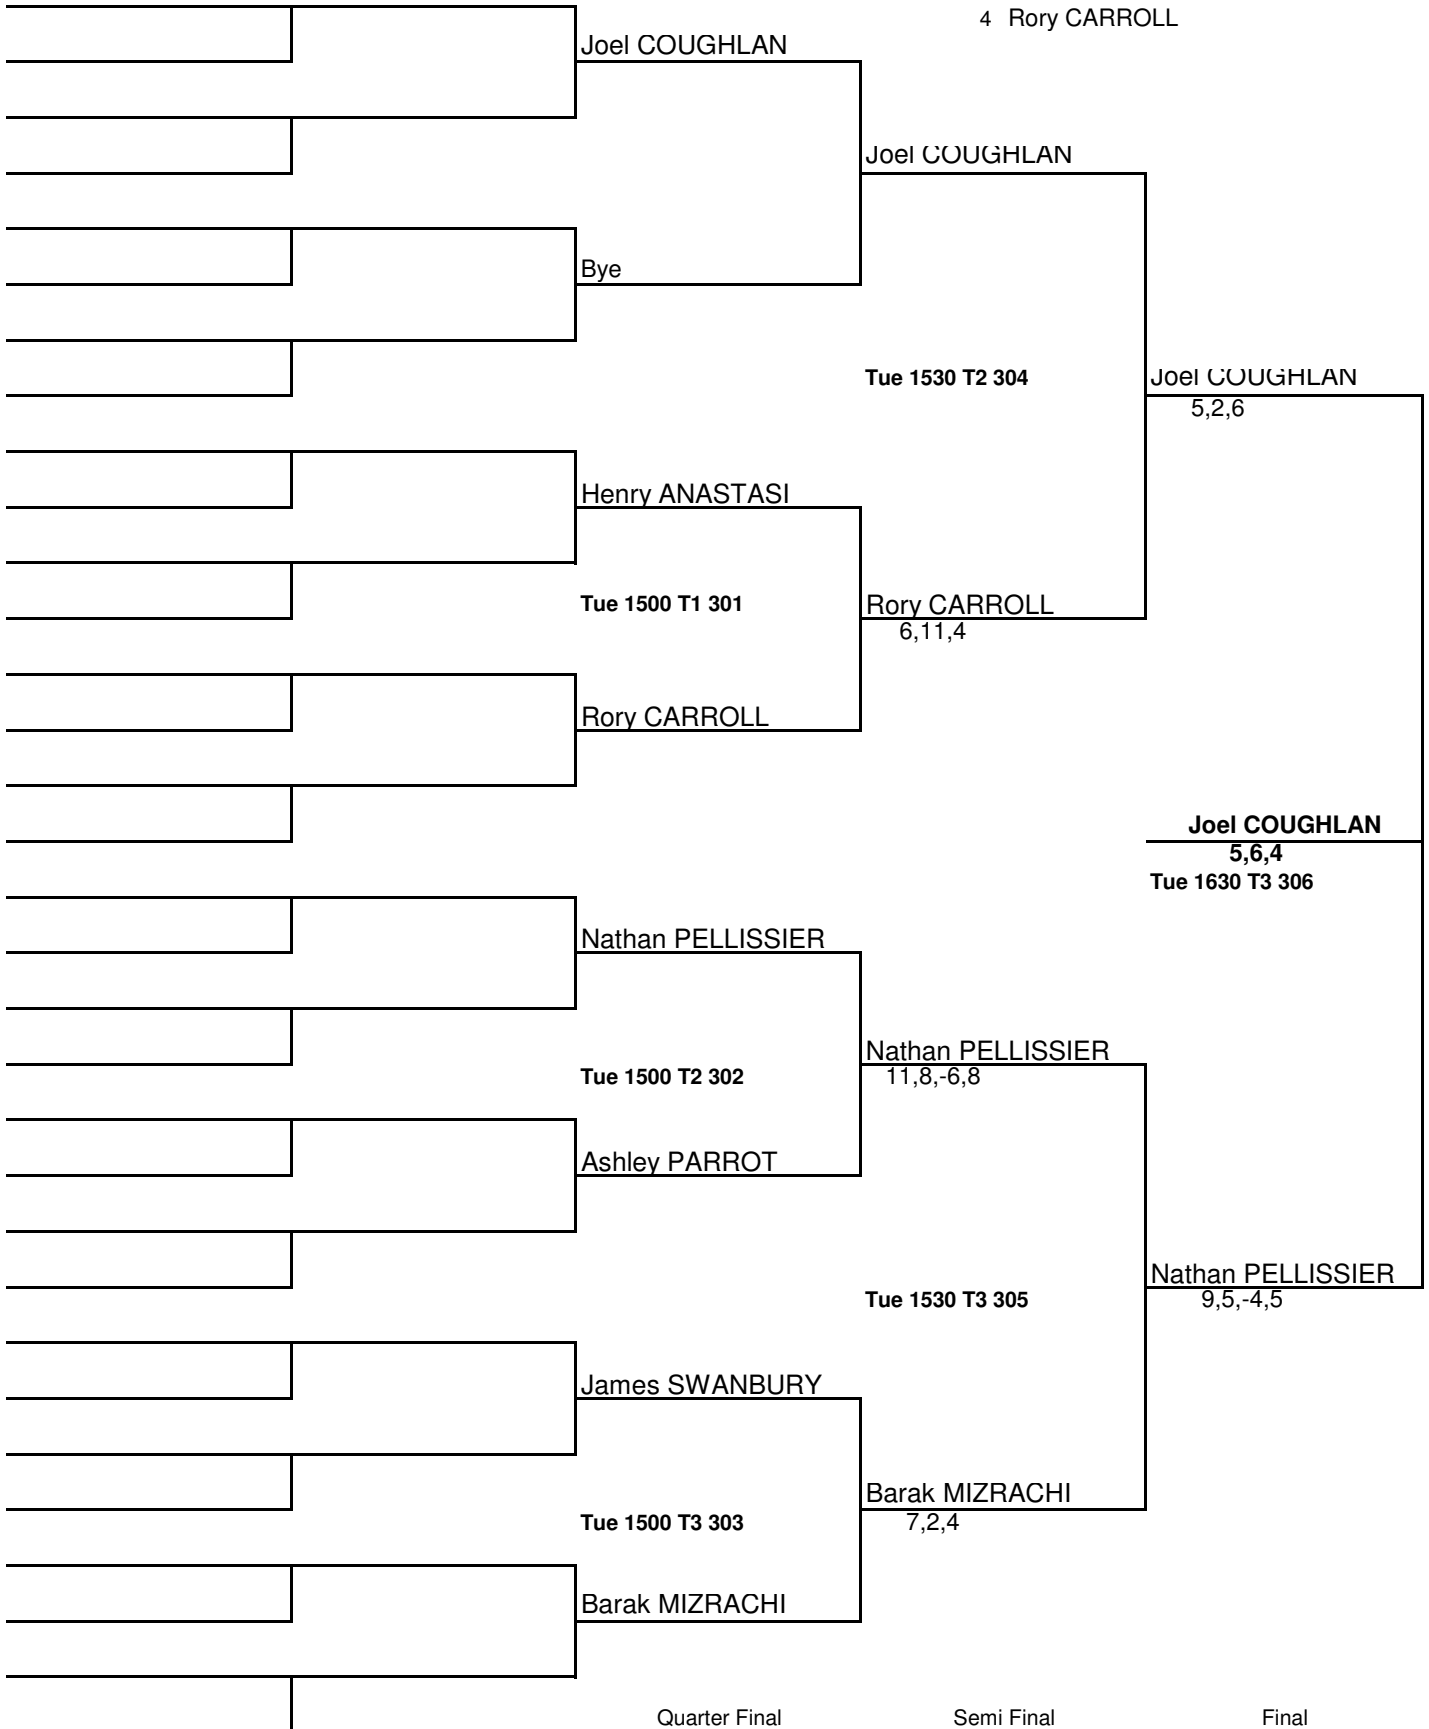 4 Rory CARROLL
Joel COUGHLAN
Joel COUGHLAN
Bye
Tue 1530 T2 304
Joel COUGHLAN
5,2,6
Henry ANASTASI
Tue 1500 T1 301
Rory CARROLL
6,11,4
Rory CARROLL
Joel COUGHLAN
5,6,4
Tue 1630 T3 306
Nathan PELLISSIER
Nathan PELLISSIER
Tue 1500 T2 302
11,8,-6,8
Ashley PARROT
Nathan PELLISSIER
Tue 1530 T3 305
9,5,-4,5
James SWANBURY
Barak MIZRACHI
Tue 1500 T3 303
7,2,4
Barak MIZRACHI
Quarter Final Semi Final Final